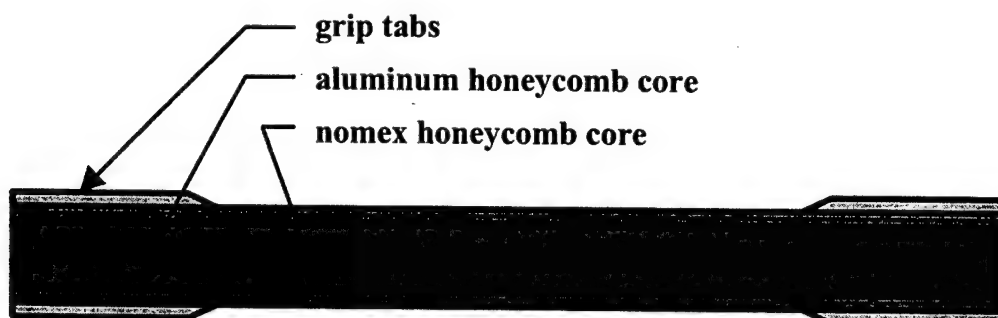 grip tabs
aluminum honeycomb core
nomex honeycomb core